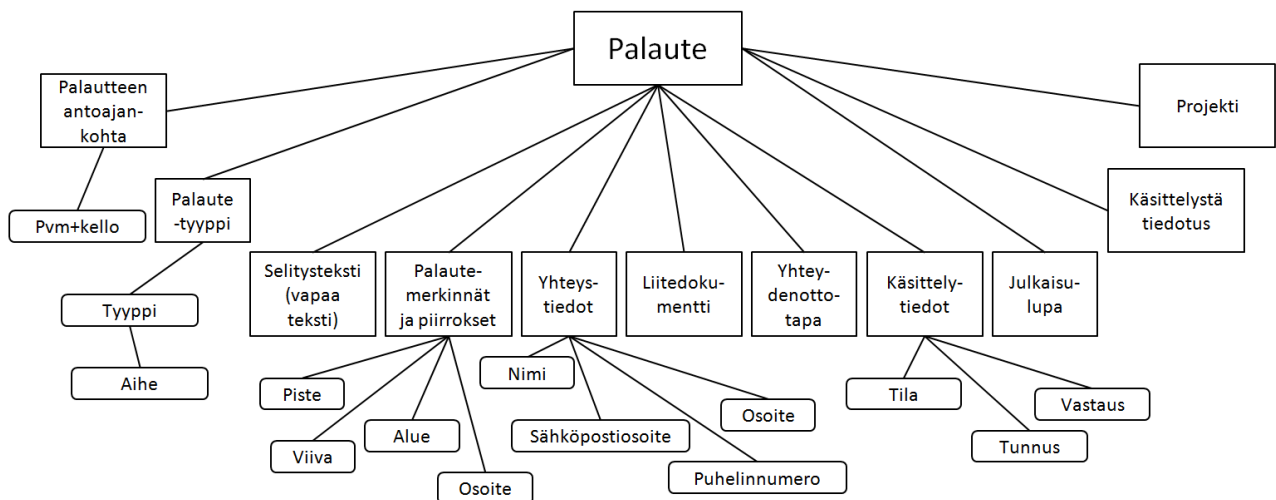 Palaute
Palautteen
antoajan-
kohta
Projekti
Palaute
-tyyppi
Käsittelystä
tiedotus
Pvm+kello
Selitysteksti
(vapaa
teksti)
Palaute-
merkinnät
ja piirrokset
Yhteys-
tiedot
Liitedoku-
mentti
Yhtey-
denotto-
tapa
Käsittely-
tiedot
Julkaisu-
lupa
Tyyppi
Aihe
Piste
Viiva
Alue
Osoite
Nimi
Sähköpostiosoite
Puhelinnumero
Osoite
Tila
Tunnus
Vastaus